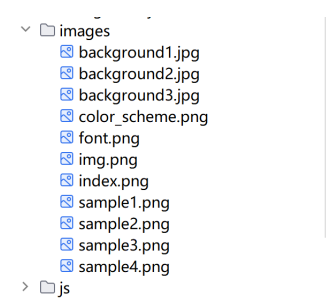 images
background1.jpg
background2.jpg
background3.jpg
color_scheme.png
font.png
img.png
index.png
sample1.png
sample2.png
sample3.png
sample4.png
js